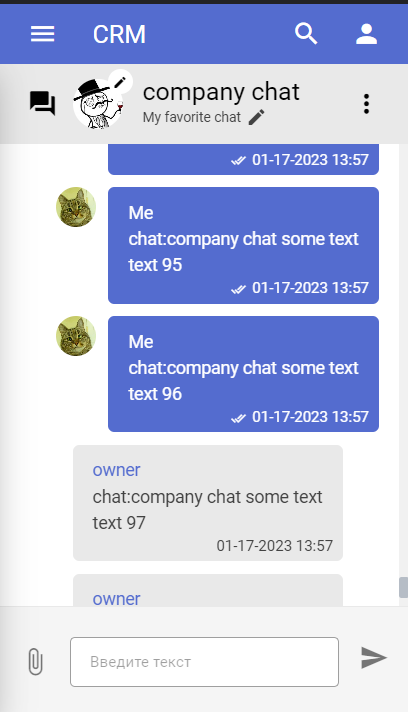 CRM
company chat
My favorite chat
01-17-2023 13:57
Me
chat:company chat some text
text 95
01-17-2023 13:57
Me
chat:company chat some text
text 96
01-17-2023 13:57
owner
chat:company chat some text
text 97
01-17-2023 13:57
owner
Введите текст